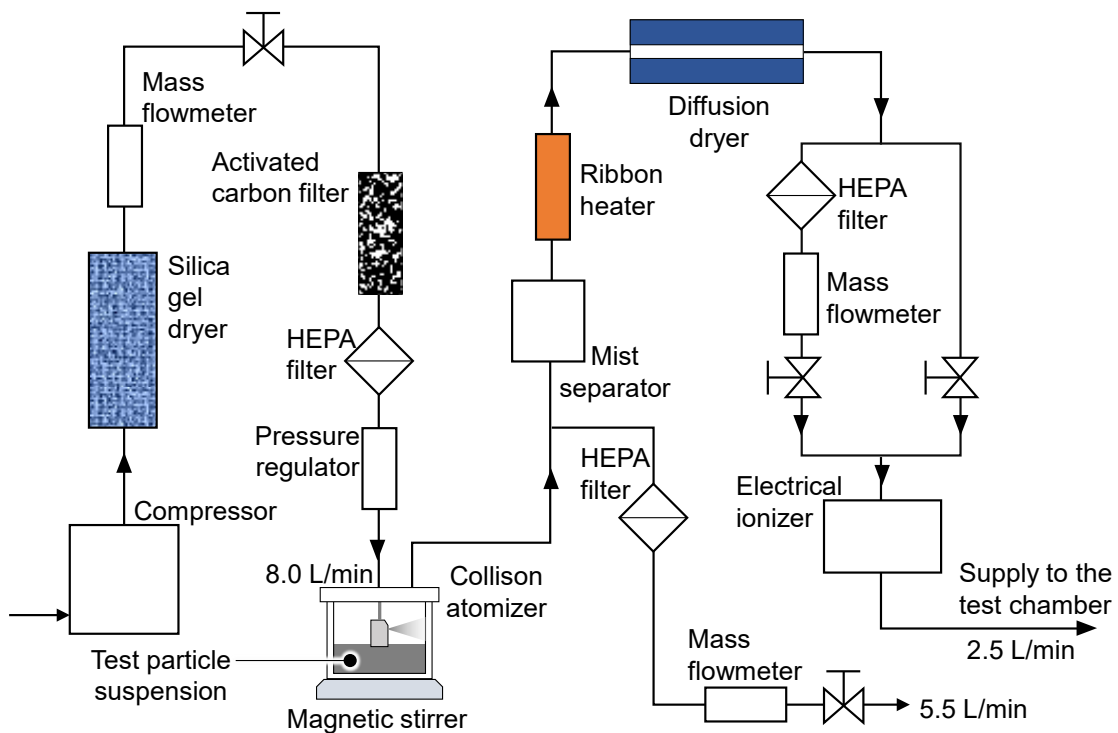 Mass
flowmeter
Activated
carbon filter
Silica
gel
dryer
HEPA
filter
Pressure
regulator
Compressor
8.0 L/min
Collison
atomizer
Test particle
suspension
Magnetic stirrer
Diffusion
dryer
Ribbon
heater
Mist
separator
HEPA
filter
HEPA
filter
Mass
flowmeter
Electrical
ionizer
Supply to the
test chamber
2.5 L/min
Mass
flowmeter
5.5 L/min